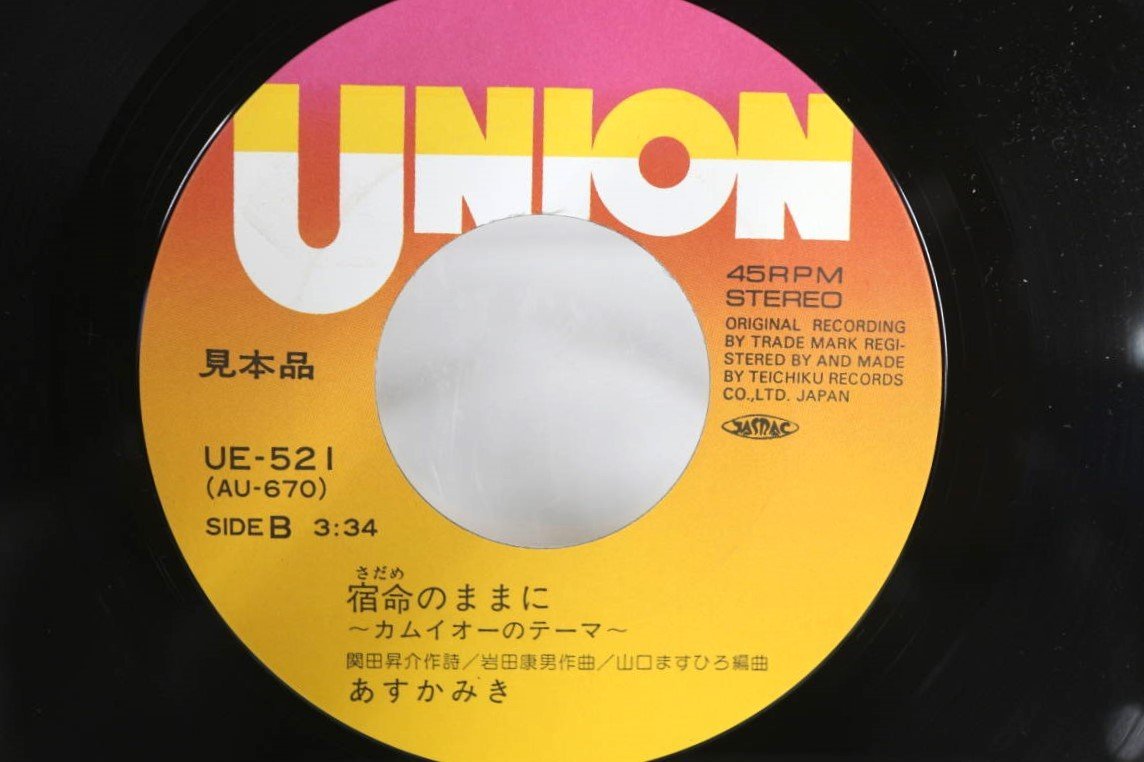 UNION
45RPM
STEREO
ORIGINAL RECORDING
BY TRADE MARK REGI-
STERED BY AND MADE
BY TEICHIKU RECORDS
CO.,LTD. JAPAN
JASRAC
見本品
UE-521
(AU-670)
SIDE B 3:34
さだめ
宿命のままに
～カムイオーのテーマ～
関田昇介作詩／岩田康男作曲／山口ますひろ編曲
あすかみき